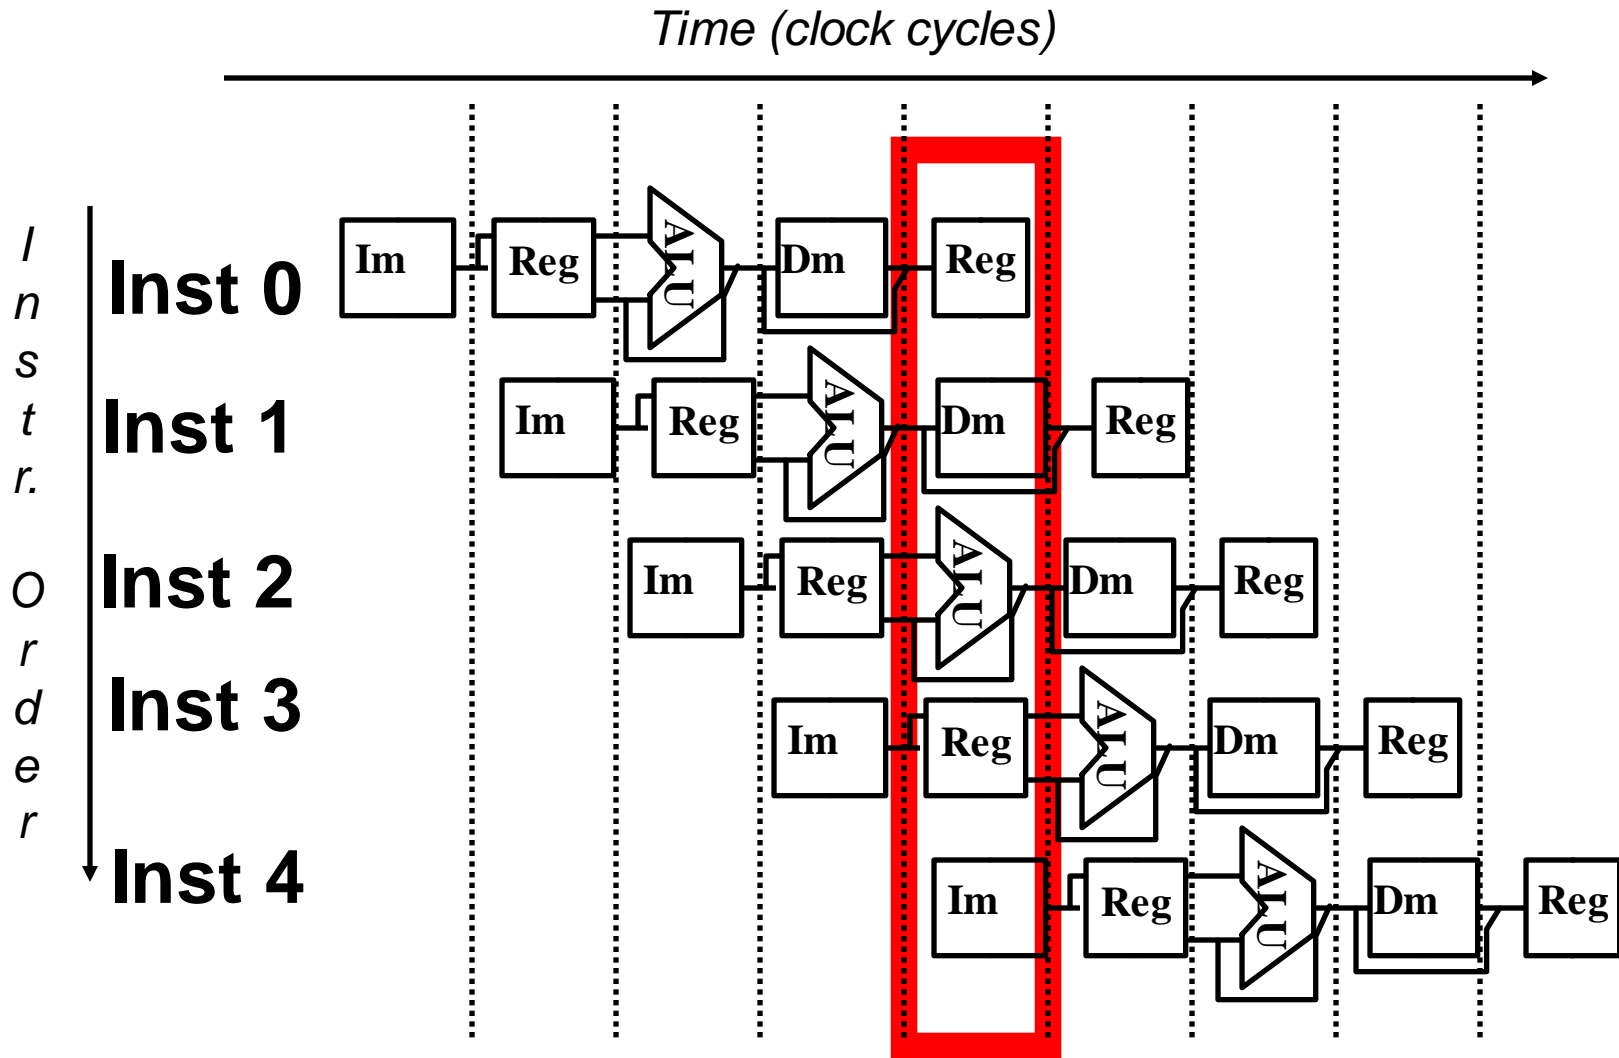 Time (clock cycles)
Instr. Order
Inst 0 Im Reg ALU Dm Reg
Inst 1 Im Reg ALU Dm Reg
Inst 2 Im Reg ALU Dm Reg
Inst 3 Im Reg ALU Dm Reg
Inst 4 Im Reg ALU Dm Reg